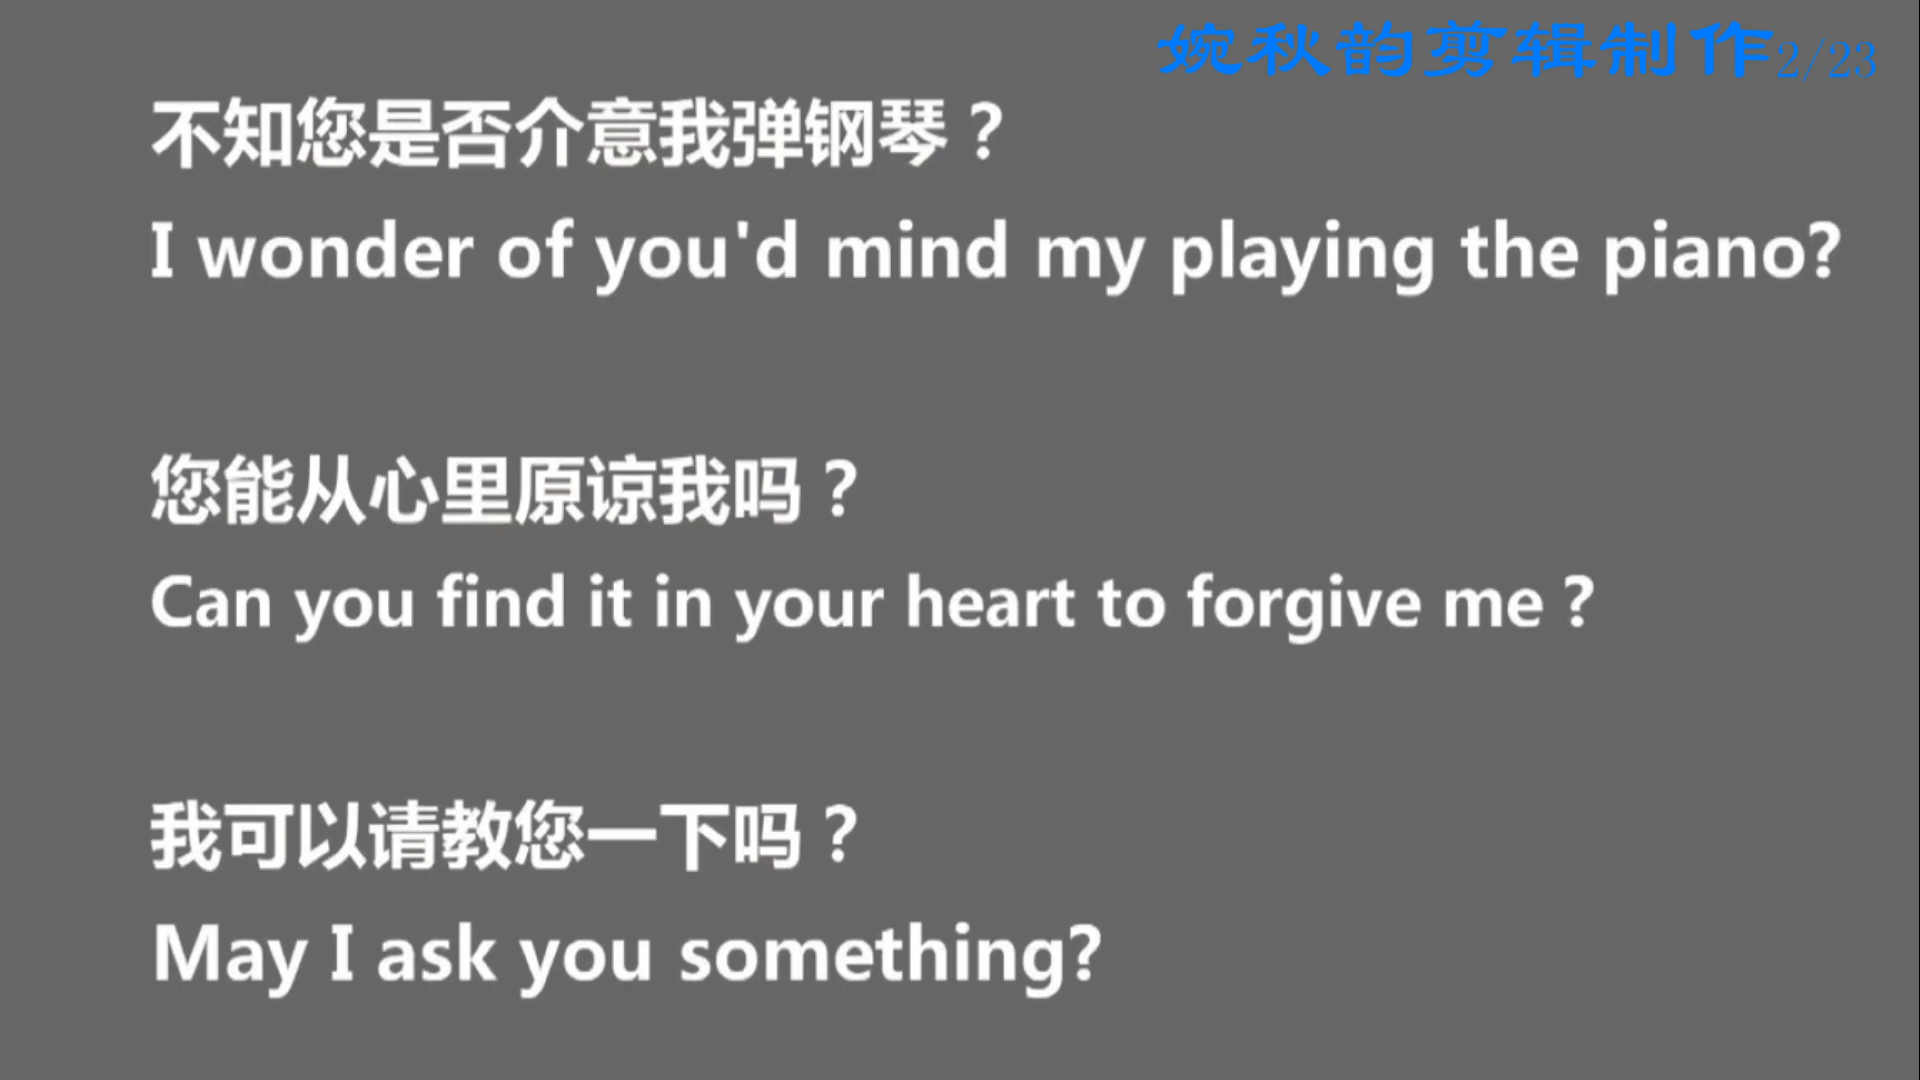 婉秋韵剪辑制作2/23
不知您是否介意我弹钢琴？
I wonder of you'd mind my playing the piano?
您能从心里原谅我吗？
Can you find it in your heart to forgive me？
我可以请教您一下吗？
May I ask you something?